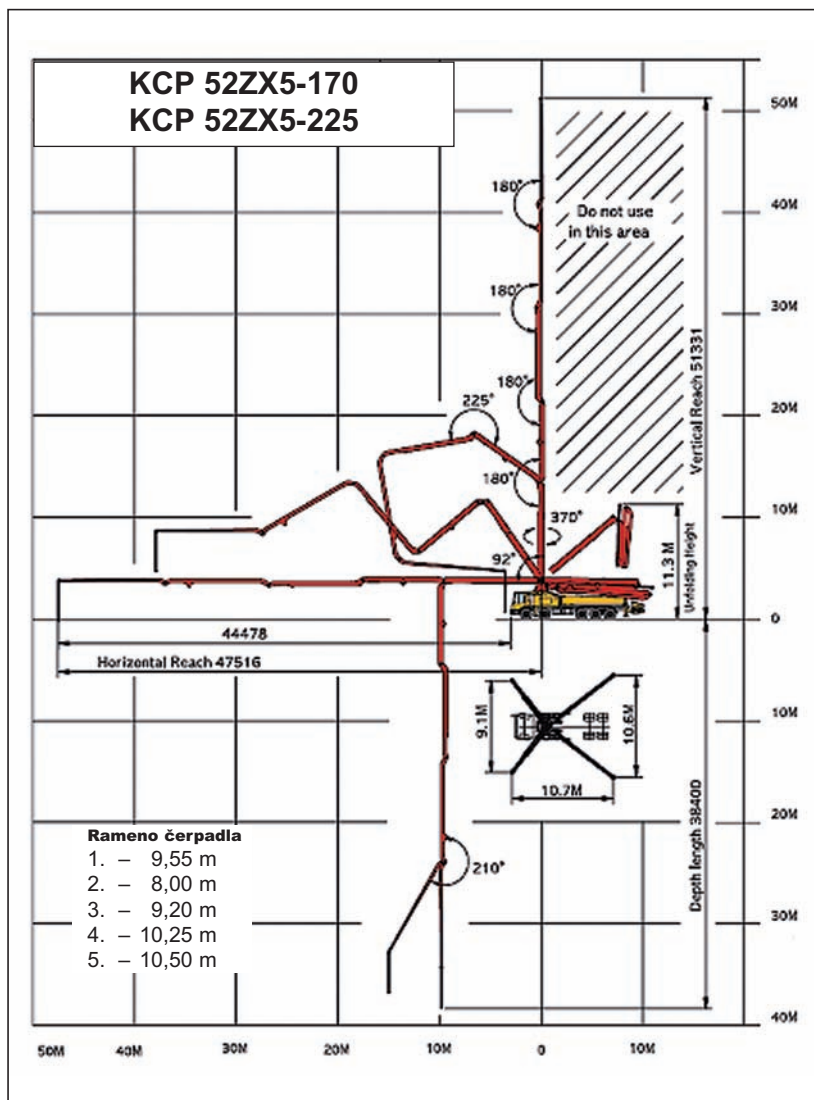 KCP 52ZX5-170
KCP 52ZX5-225
50M
180°
Do not use
in this area
40M
180°
30M
Vertical Reach 51331
180°
225°
20M
180°
370°
10M
92°
11.3 M
Unfolding Height
0
44478
Horizontal Reach 47516
9.1M
10.6M
10M
10.7M
20M
Rameno čerpadla
1. – 9,55 m
2. – 8,00 m
3. – 9,20 m
4. – 10,25 m
5. – 10,50 m
210°
Depth length 38400
30M
40M
50M 40M 30M 20M 10M 0 10M